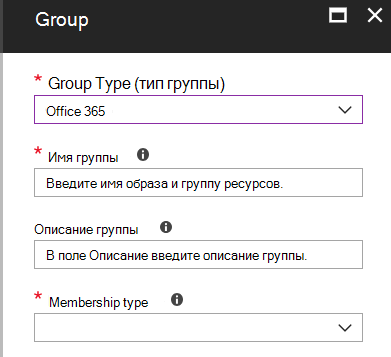 Group
* Group Type (тип группы)
Office 365
* Имя группы
Введите имя образа и группу ресурсов.
Описание группы
В поле Описание введите описание группы.
* Membership type